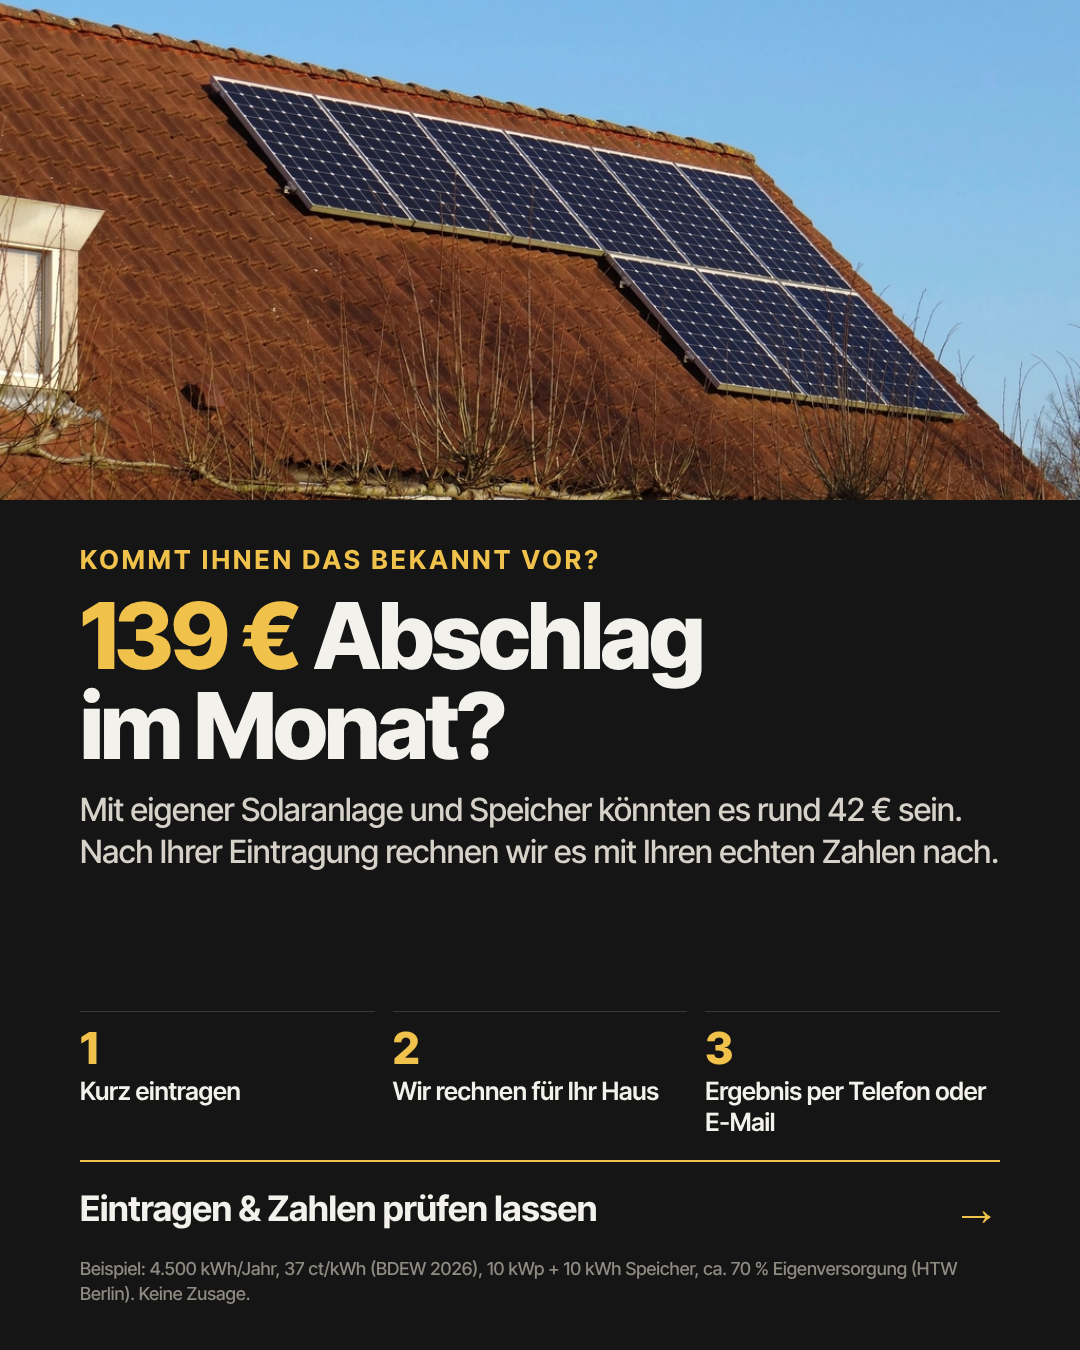 KOMMT IHNEN DAS BEKANNT VOR?
139 € Abschlag
im Monat?
Mit eigener Solaranlage und Speicher könnten es rund 42 € sein.
Nach Ihrer Eintragung rechnen wir es mit Ihren echten Zahlen nach.
1
Kurz eintragen
2
Wir rechnen für Ihr Haus
3
Ergebnis per Telefon oder
E-Mail
Eintragen & Zahlen prüfen lassen →
Beispiel: 4.500 kWh/Jahr, 37 ct/kWh (BDEW 2026), 10 kWp + 10 kWh Speicher, ca. 70 % Eigenversorgung (HTW
Berlin). Keine Zusage.